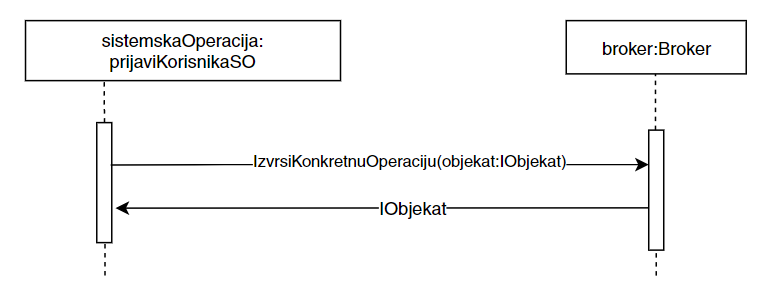 sistemskaOperacija:
prijaviKorisnikaSO
broker:Broker
IzvrsiKonkretnuOperaciju(objekat:IObjekat)
IObjekat